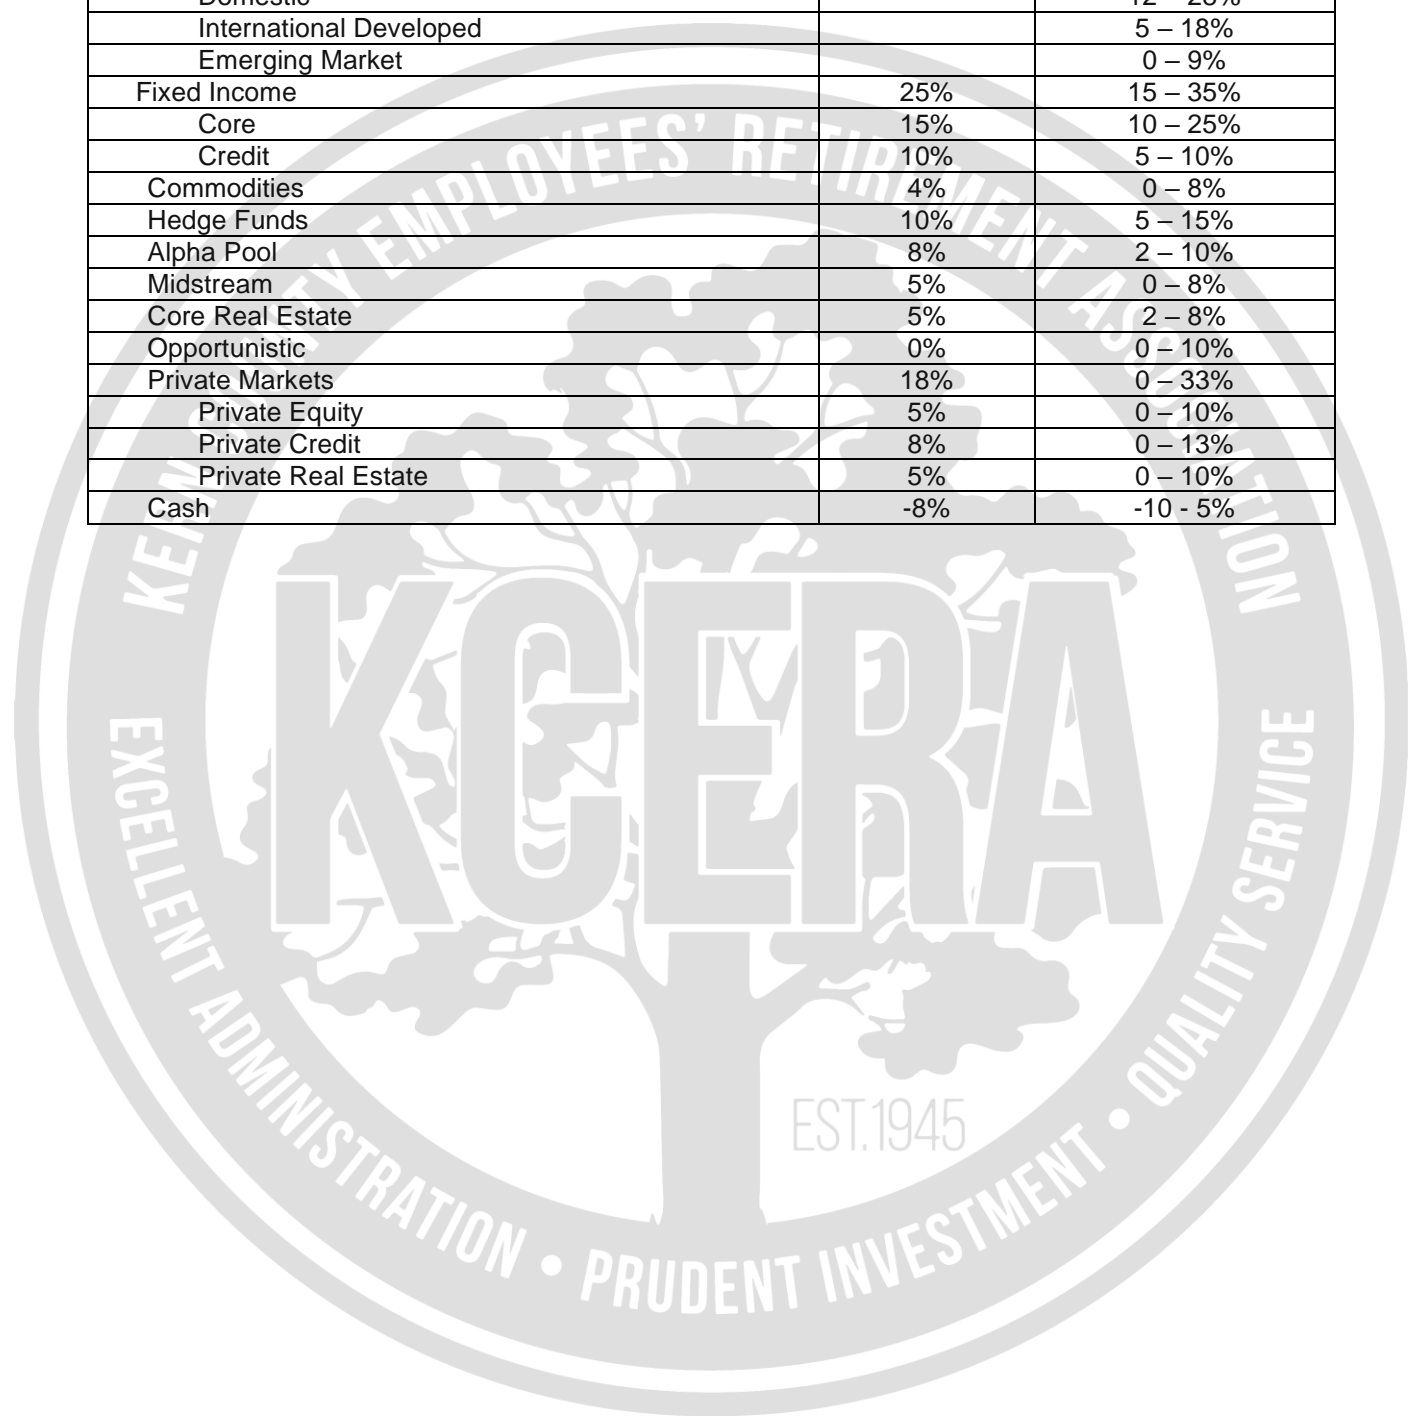 International Developed 5 – 18%
Emerging Market 0 – 9%
Fixed Income 25% 15 – 35%
Core 15% 10 – 25%
Credit 10% 5 – 10%
Commodities 4% 0 – 8%
Hedge Funds 10% 5 – 15%
Alpha Pool 8% 2 – 10%
Midstream 5% 0 – 8%
Core Real Estate 5% 2 – 8%
Opportunistic 0% 0 – 10%
Private Markets 18% 0 – 33%
Private Equity 5% 0 – 10%
Private Credit 8% 0 – 13%
Private Real Estate 5% 0 – 10%
Cash -8% -10 - 5%
KERN COUNTY EMPLOYEES’ RETIREMENT ASSOCIATION
KCERA
EST.1945
EXCELLENT ADMINISTRATION • PRUDENT INVESTMENT • QUALITY SERVICE